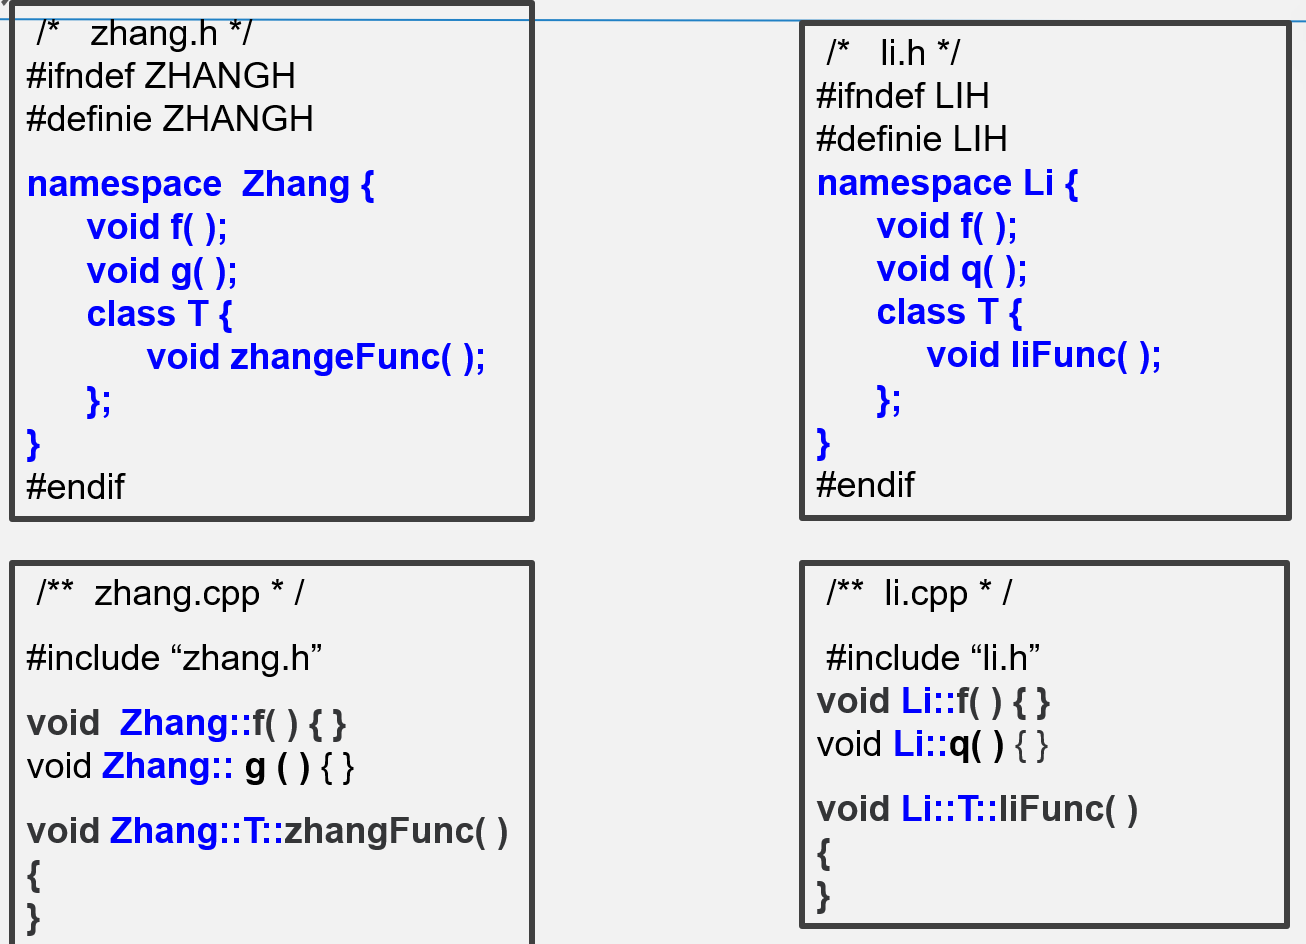 /* zhang.h */
#ifndef ZHANGH
#definie ZHANGH
namespace Zhang {
void f( );
void g( );
class T {
void zhangeFunc( );
};
}
#endif
/* li.h */
#ifndef LIH
#definie LIH
namespace Li {
void f( );
void q( );
class T {
void liFunc( );
};
}
#endif
/** zhang.cpp * /
#include “zhang.h”
void Zhang::f( ) { }
void Zhang:: g ( ) { }
void Zhang::T::zhangFunc( )
{
}
/** li.cpp * /
#include “li.h”
void Li::f( ) { }
void Li::q( ) { }
void Li::T::liFunc( )
{
}